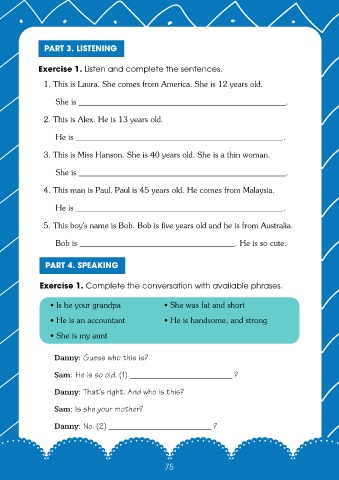 PART 3. LISTENING
Exercise 1. Listen and complete the sentences.
1. This is Laura. She comes from America. She is 12 years old.
She is ______________________________.
2. This is Alex. He is 13 years old.
He is ______________________________.
3. This is Miss Hanson. She is 40 years old. She is a thin woman.
She is ______________________________.
4. This man is Paul. Paul is 45 years old. He comes from Malaysia.
He is ______________________________.
5. This boy's name is Bob. Bob is five years old and he is from Australia.
Bob is ______________________. He is so cute.
PART 4. SPEAKING
Exercise 1. Complete the conversation with available phrases.
• Is he your grandpa • She was fat and short
• He is an accountant • He is handsome, and strong
• She is my aunt
Danny: Guess who this is?
Sam: He is so old. (1) ______________________ ?
Danny: That's right. And who is this?
Sam: Is she your mother?
Danny: No. (2) ______________________ ?
75